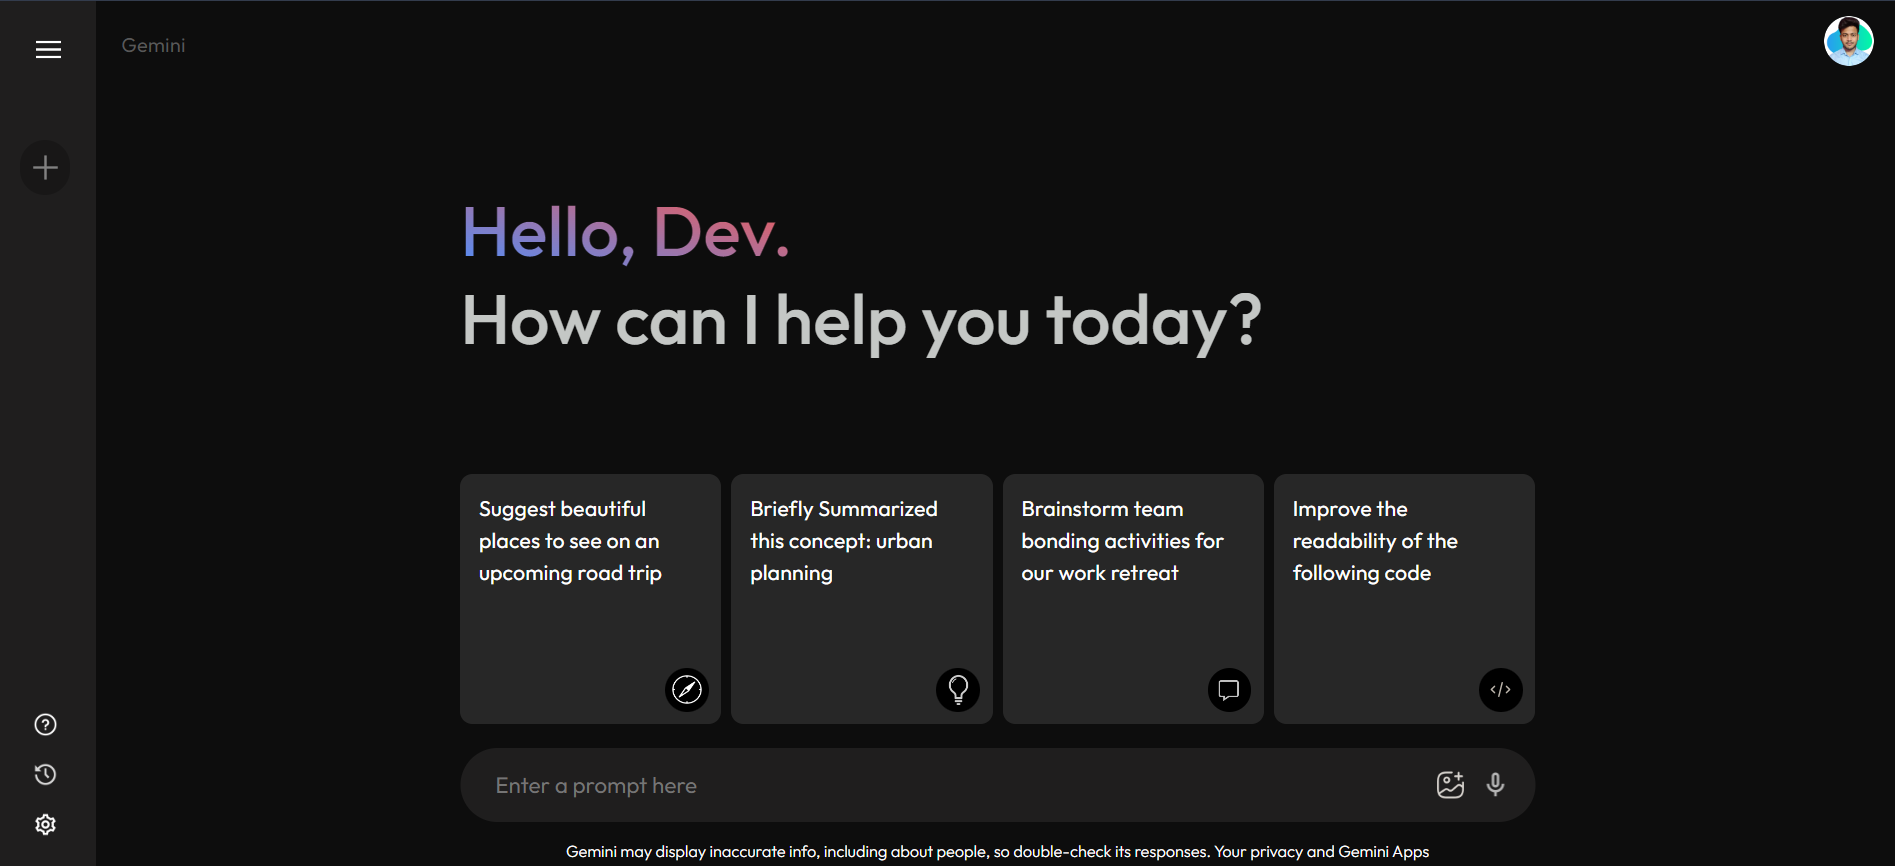 Gemini
Hello, Dev.
How can I help you today?
Suggest beautiful
places to see on an
upcoming road trip
Briefly Summarized
this concept: urban
planning
Brainstorm team
bonding activities for
our work retreat
Improve the
readability of the
following code
Enter a prompt here
Gemini may display inaccurate info, including about people, so double-check its responses. Your privacy and Gemini Apps